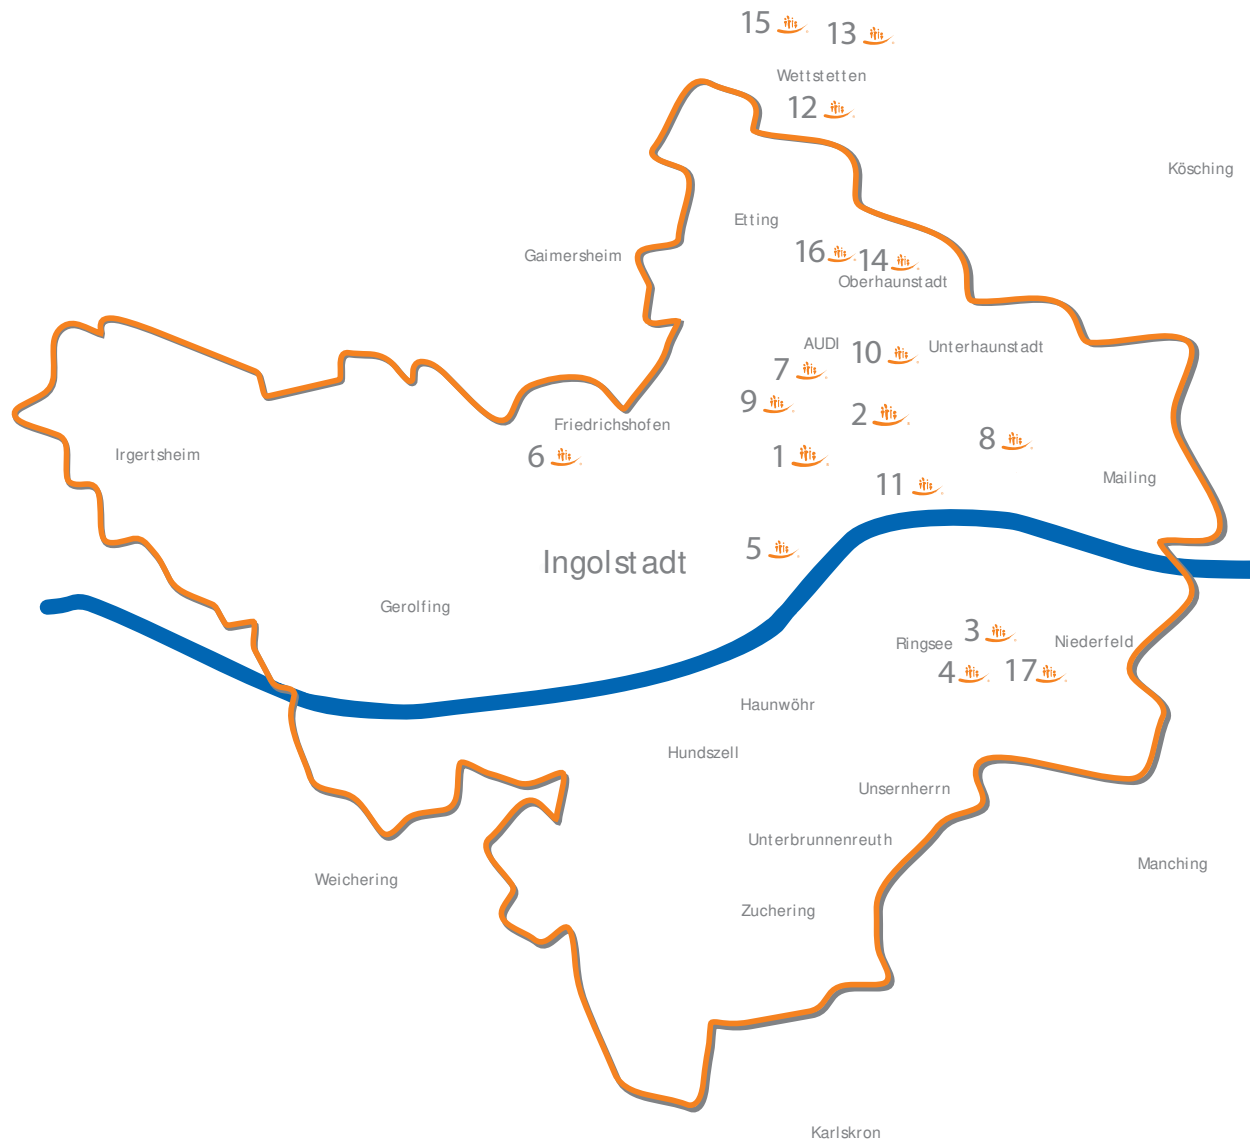 15
13
Wettstetten
12
Kösching
Etting
Gaimersheim
16
14
Oberhaunstadt
AUDI
10
Unterhaunstadt
7
9
2
Friedrichshofen
8
6
1
Irgertsheim
Mailing
11
5
Ingolstadt
Gerolfing
3
Ringsee
Niederfeld
4
17
Haunwöhr
Hundszell
Unsernherrn
Unterbrunnenreuth
Manching
Weichering
Zuchering
Karlskron